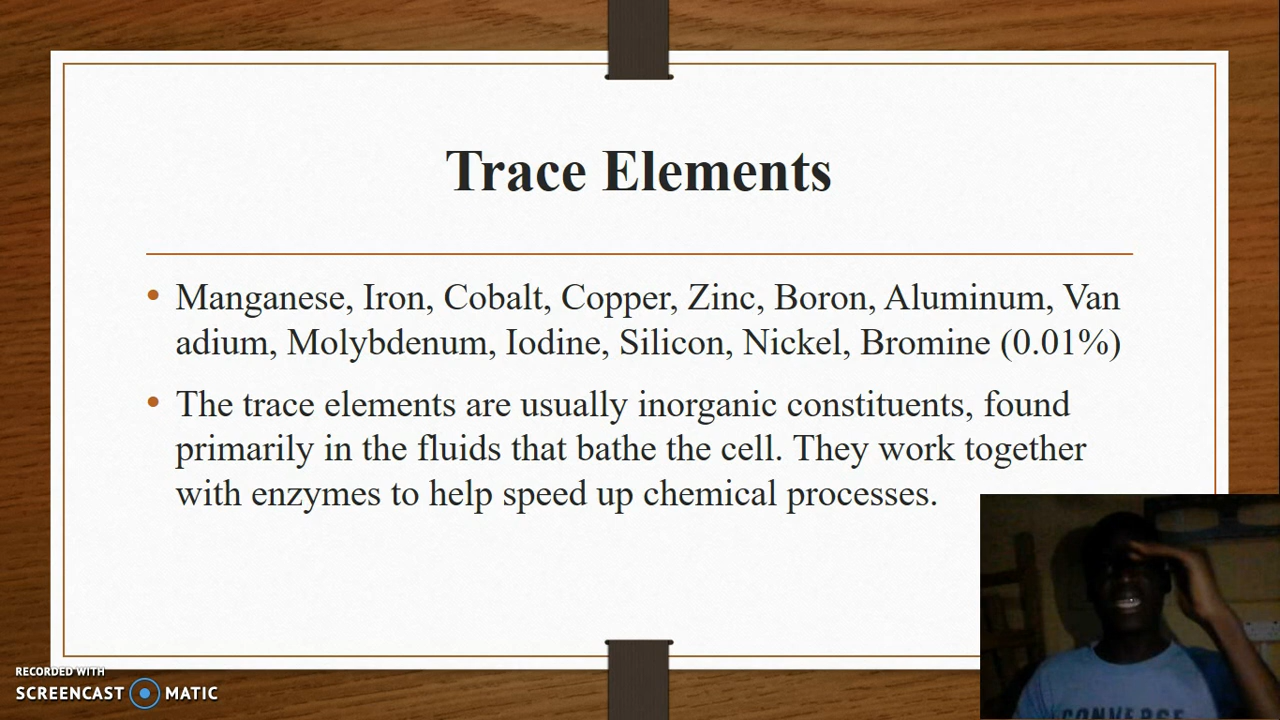 Trace Elements
Manganese, Iron, Cobalt, Copper, Zinc, Boron, Aluminum, Van
adium, Molybdenum, Iodine, Silicon, Nickel, Bromine (0.01%)
The trace elements are usually inorganic constituents, found
primarily in the fluids that bathe the cell. They work together
with enzymes to help speed up chemical processes.
RECORDED WITH
SCREENCAST MATIC
CONVERSE